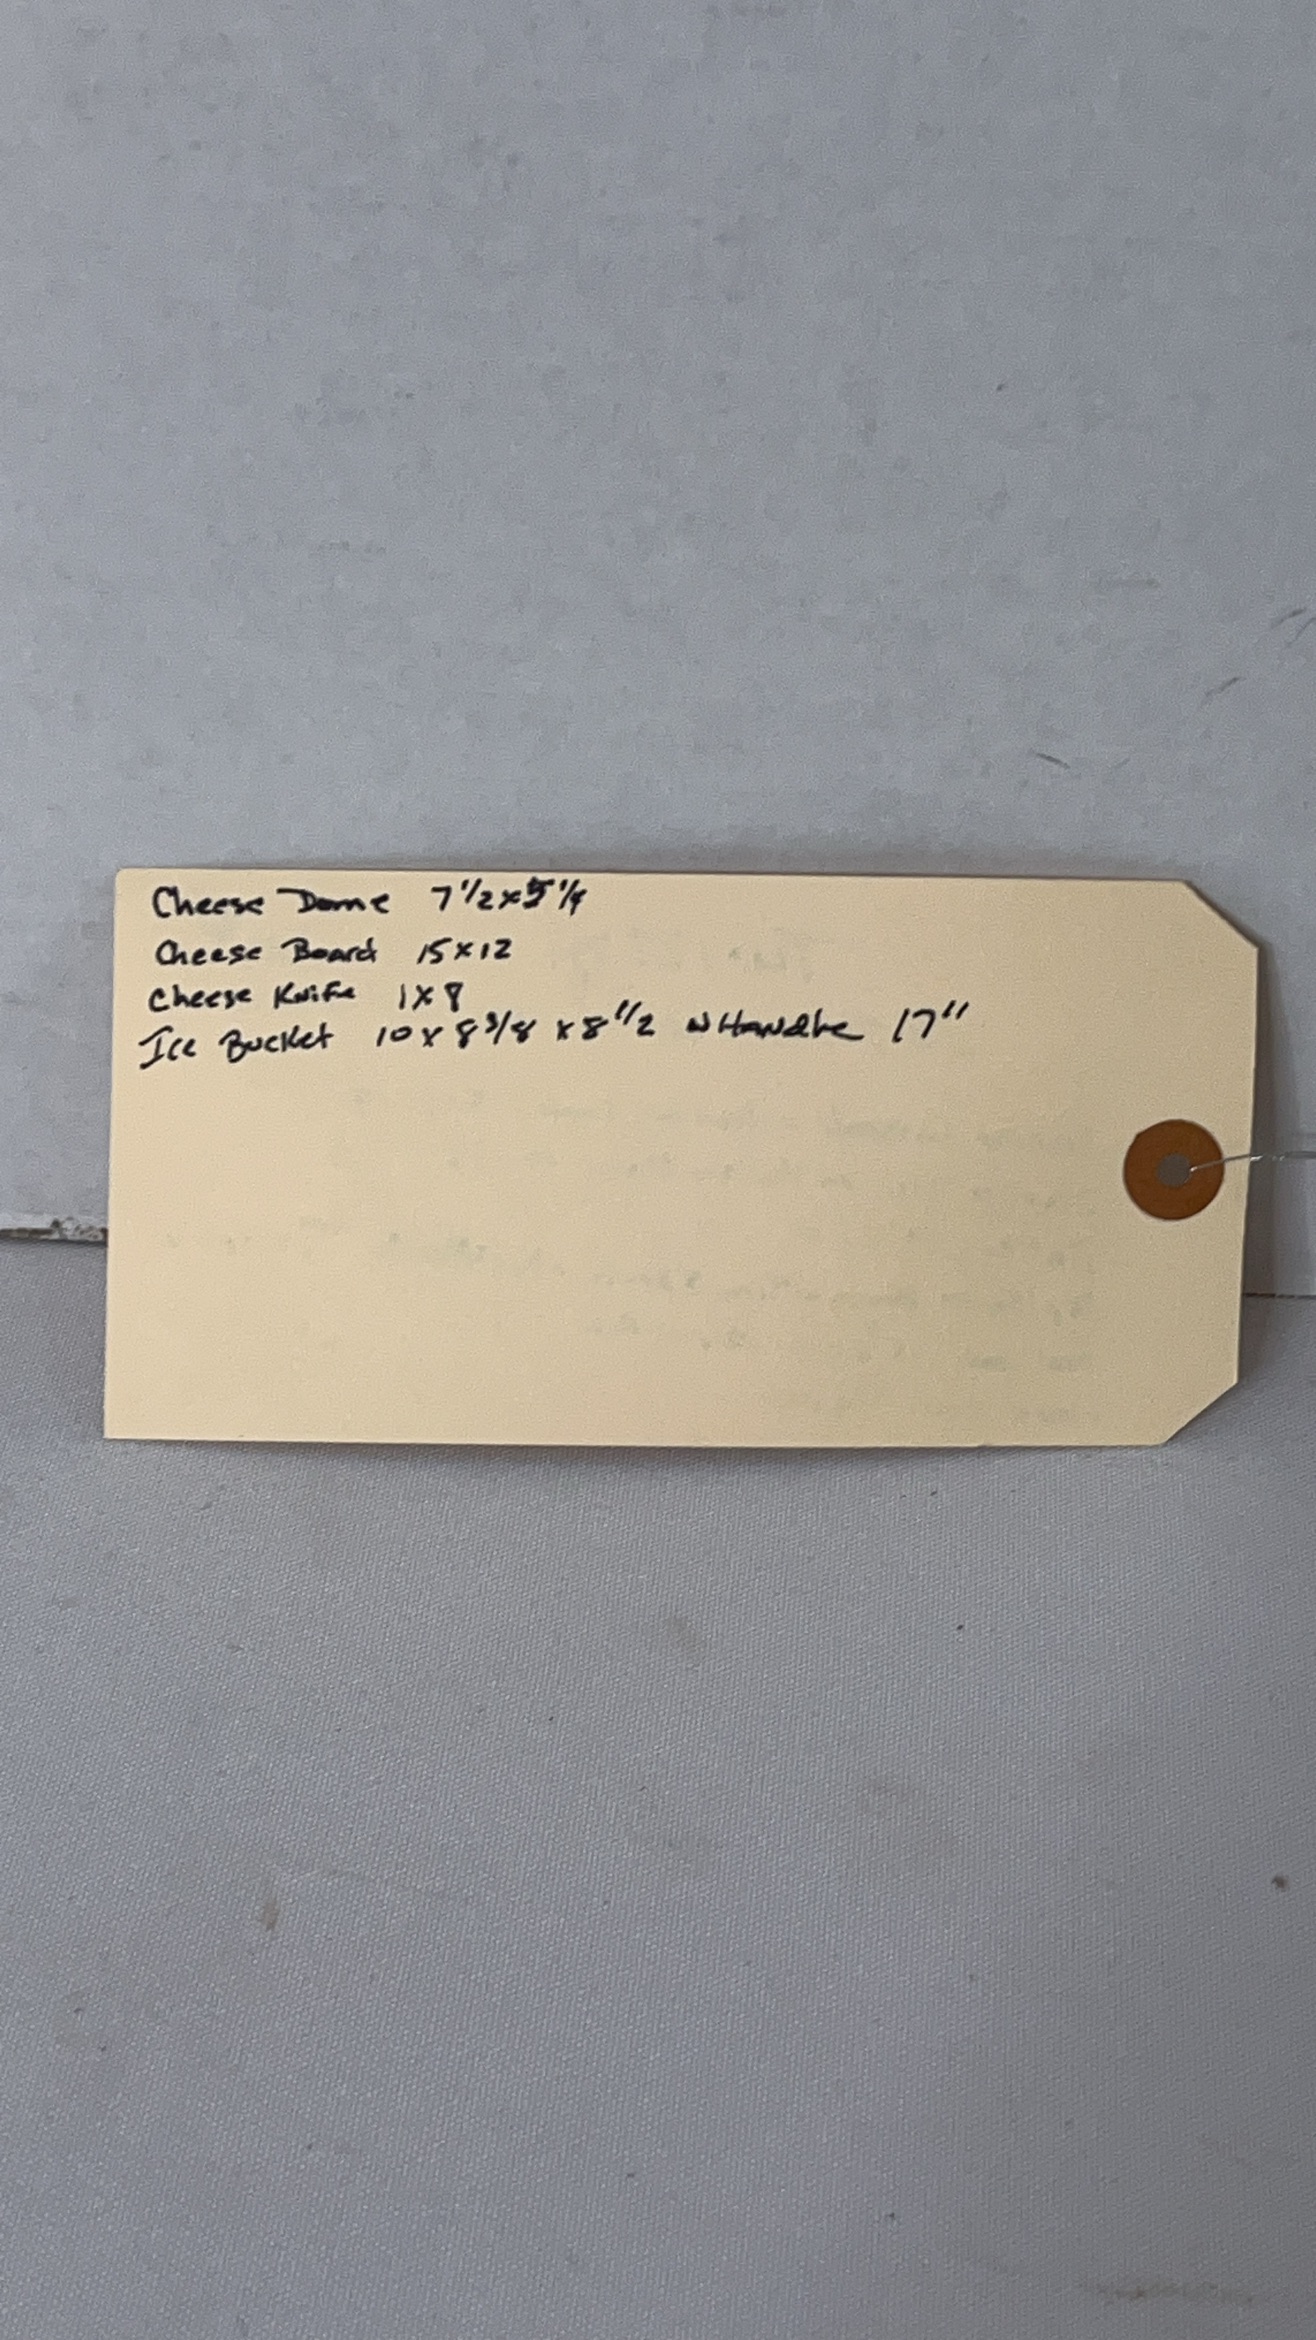 Cheese Dome 7 1/2 x 5 1/4
Cheese Board 15 x 12
Cheese Knife 1 x 8
Ice Bucket 10 x 8 3/8 x 8 1/2 w Handle 17"